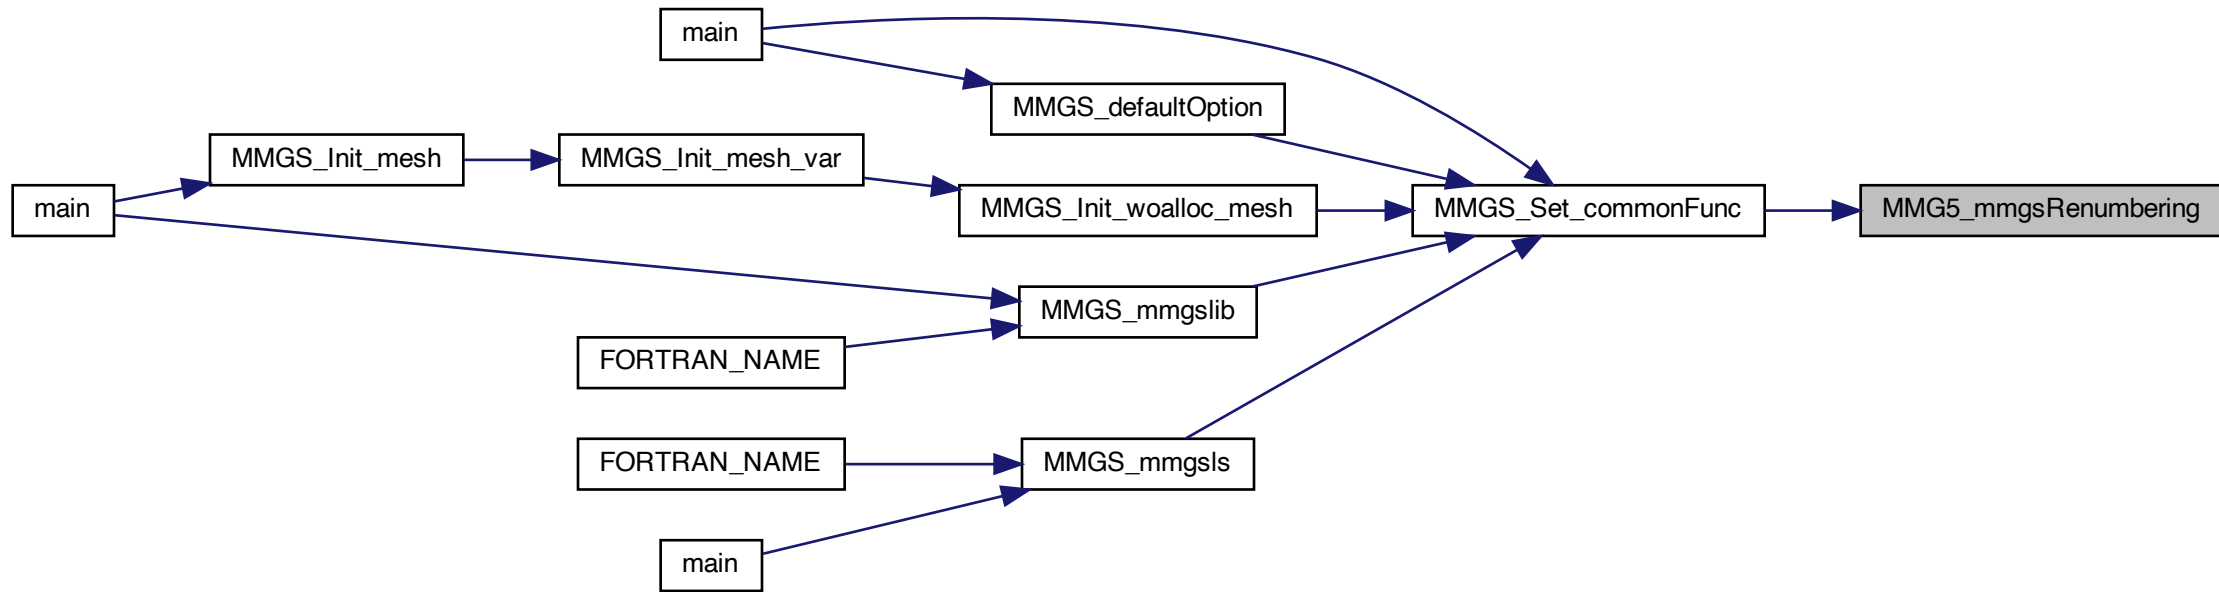 main
MMGS_defaultOption
MMGS_Init_mesh
MMGS_Init_mesh_var
main
MMGS_Init_woalloc_mesh
MMGS_Set_commonFunc
MMG5_mmgsRenumbering
MMGS_mmgslib
FORTRAN_NAME
FORTRAN_NAME
MMGS_mmgsls
main